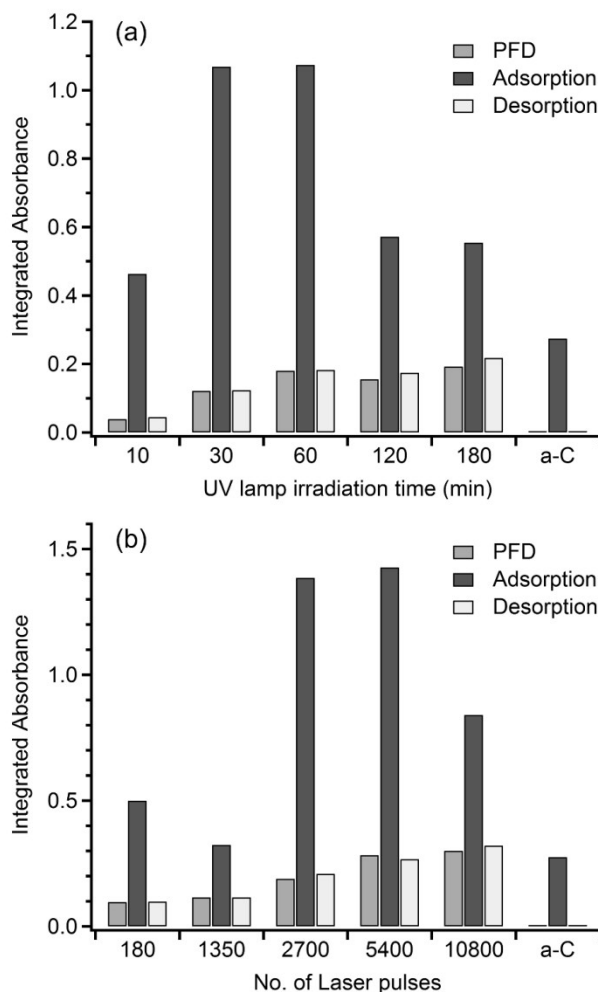 (a)
PFD
Adsorption
Desorption
Integrated Absorbance
1.2
1.0
0.8
0.6
0.4
0.2
0.0
10 30 60 120 180 a-C
UV lamp irradiation time (min)
(b)
PFD
Adsorption
Desorption
Integrated Absorbance
1.5
1.0
0.5
0.0
180 1350 2700 5400 10800 a-C
No. of Laser pulses